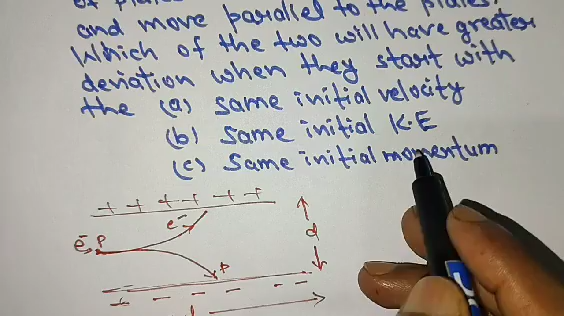 and move parallel to the plates.
Which of the two will have greater
deviation when they start with
the (a) same initial velocity
(b) same initial K.E
(c) same initial momentum
+ + + + + +
e⁻
e⁻ P
d
P
- - - - - -